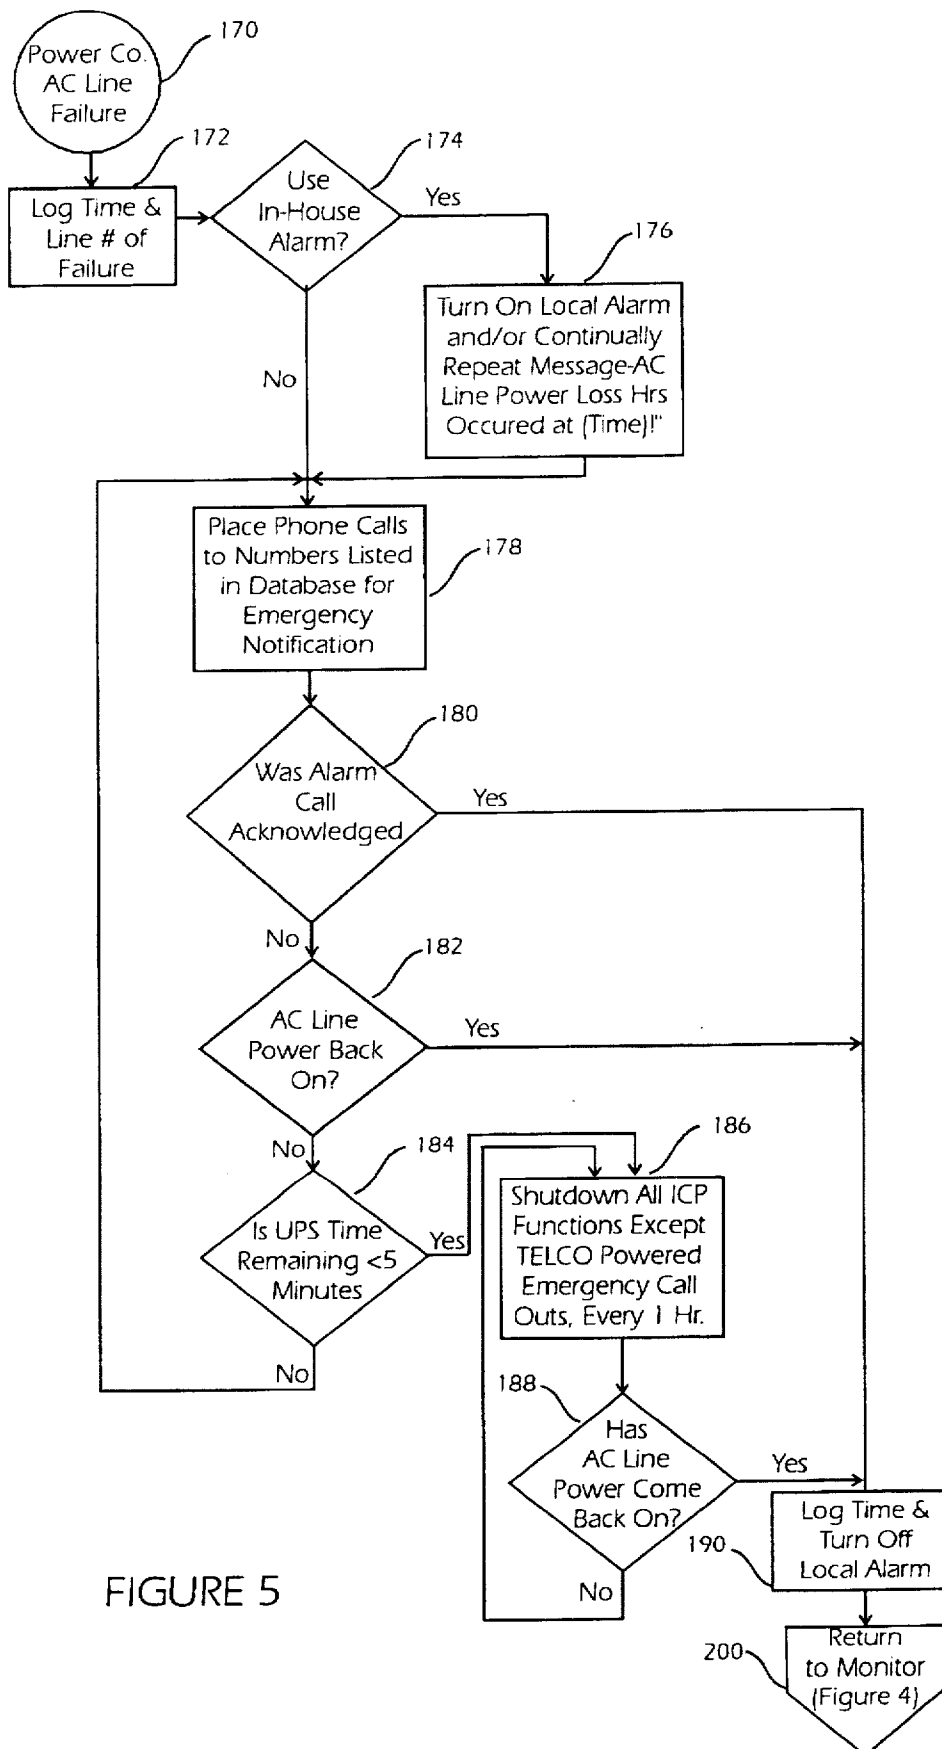 170
Power Co.
AC Line
Failure
172
Log Time &
Line # of
Failure
174
Use
In-House
Alarm?
Yes
No
176
Turn On Local Alarm
and/or Continually
Repeat Message-AC
Line Power Loss Hrs
Occured at (Time)!"
Place Phone Calls
to Numbers Listed
in Database for
Emergency
Notification
178
180
Was Alarm
Call
Acknowledged
Yes
No
182
AC Line
Power Back
On?
Yes
No
184
Is UPS Time
Remaining <5
Minutes
Yes
No
186
Shutdown All ICP
Functions Except
TELCO Powered
Emergency Call
Outs, Every 1 Hr.
188
Has
AC Line
Power Come
Back On?
Yes
No
190
Log Time &
Turn Off
Local Alarm
200
Return
to Monitor
(Figure 4)
FIGURE 5